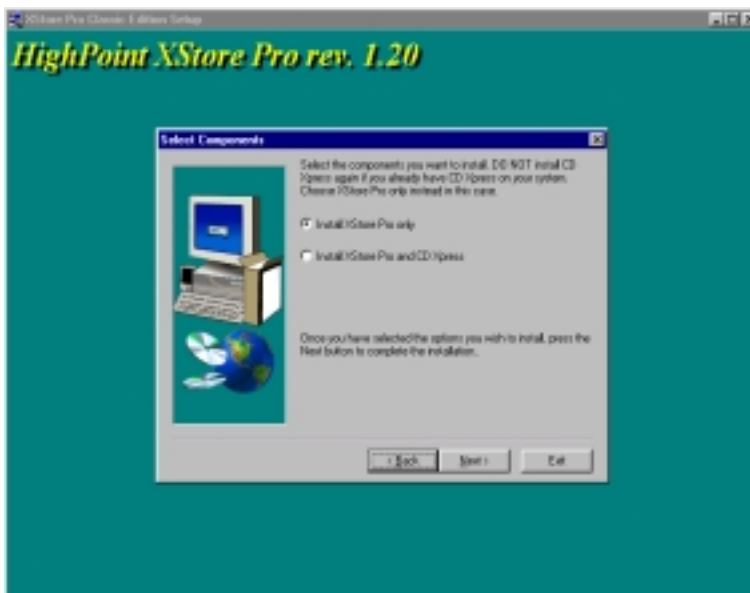 XStore Pro Classic Edition Setup
HighPoint XStore Pro rev. 1.20
Select Components
Select the components you want to install. DO NOT install CD
Xpress again if you already have CD Xpress on your system.
Choose XStore Pro only instead in this case.
Install XStore Pro only
Install XStore Pro and CD Xpress
Once you have selected the options you wish to install, press the
Next button to complete the installation.
< Back
Next >
Exit